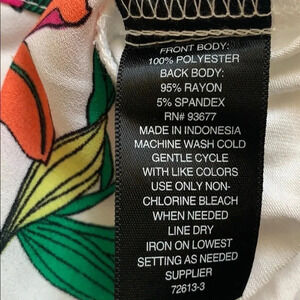 FRONT BODY:
100% POLYESTER
BACK BODY:
95% RAYON
5% SPANDEX
RN# 93677
MADE IN INDONESIA
MACHINE WASH COLD
GENTLE CYCLE
WITH LIKE COLORS
USE ONLY NON-
CHLORINE BLEACH
WHEN NEEDED
LINE DRY
IRON ON LOWEST
SETTING AS NEEDED
SUPPLIER
72613-3